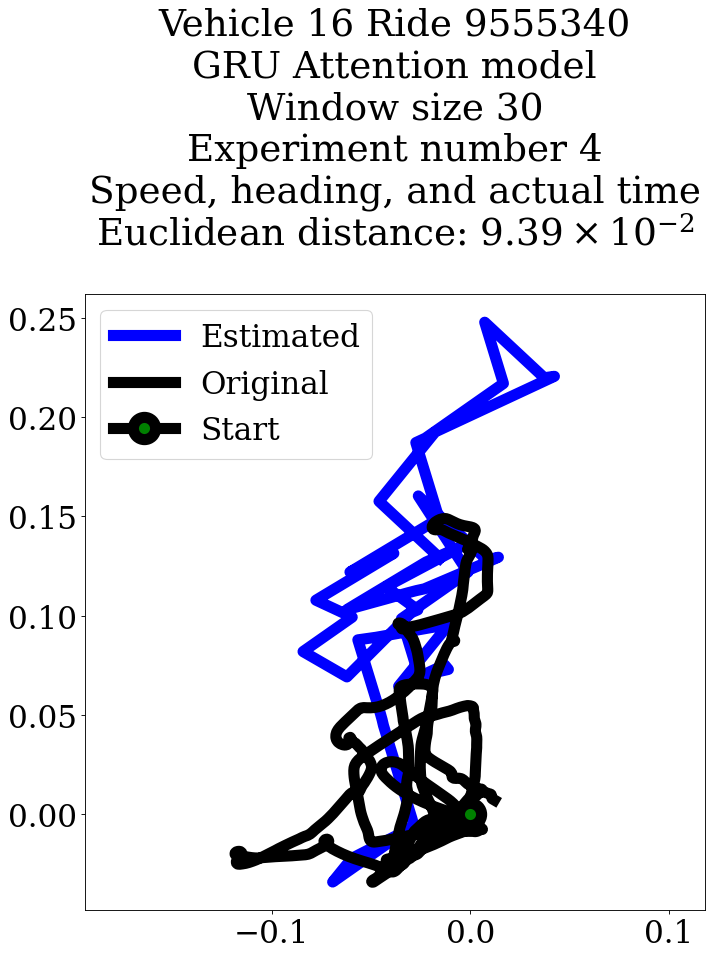 Vehicle 16 Ride 9555340
GRU Attention model
Window size 30
Experiment number 4
Speed, heading, and actual time
Euclidean distance: 9.39 × 10⁻²
Estimated
Original
Start
0.25
0.20
0.15
0.10
0.05
0.00
−0.1 0.0 0.1